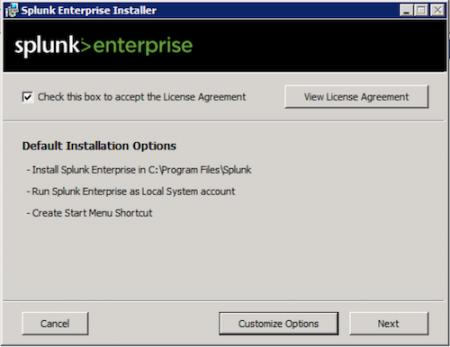 Splunk Enterprise Installer
splunk>enterprise
Check this box to accept the License Agreement
View License Agreement
Default Installation Options
- Install Splunk Enterprise in C:\Program Files\Splunk
- Run Splunk Enterprise as Local System account
- Create Start Menu Shortcut
Cancel
Customize Options
Next